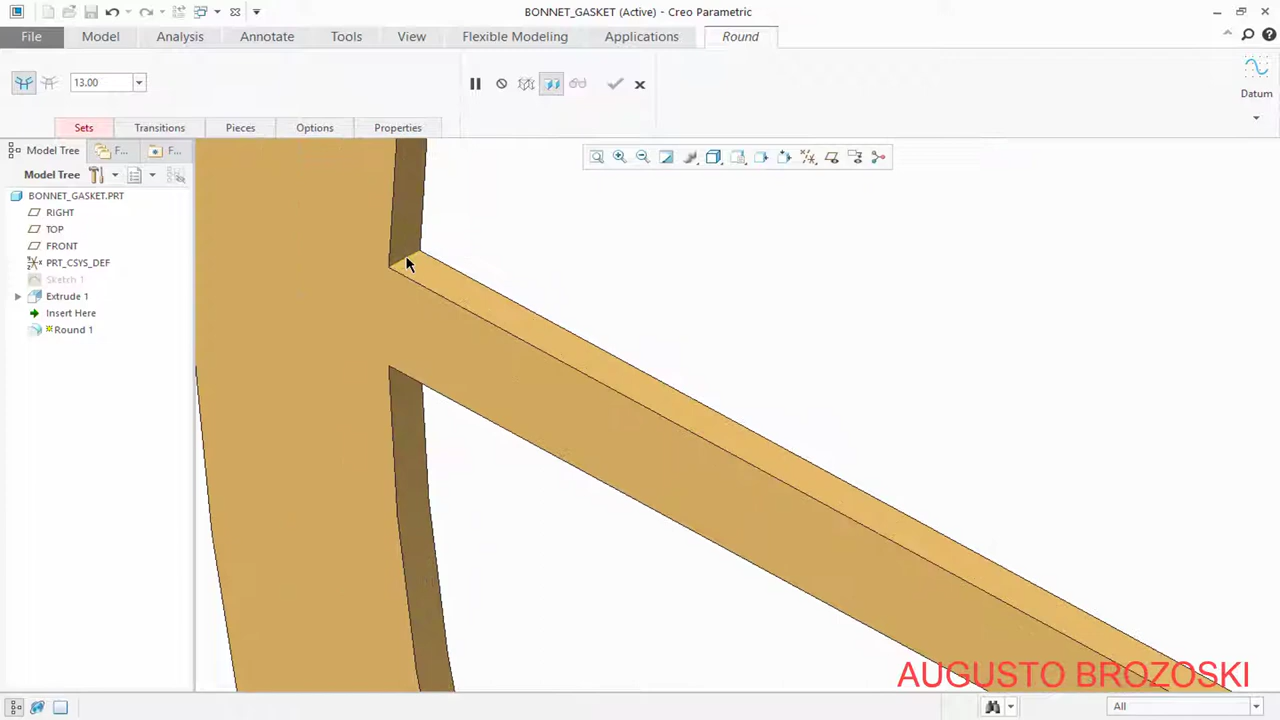 BONNET_GASKET (Active) - Creo Parametric
File Model Analysis Annotate Tools View Flexible Modeling Applications Round
13.00
Datum
Sets Transitions Pieces Options Properties
Model Tree F... F...
Model Tree
BONNET_GASKET.PRT
RIGHT
TOP
FRONT
PRT_CSYS_DEF
Sketch 1
Extrude 1
Insert Here
Round 1
AUGUSTO BROZOSKI
All